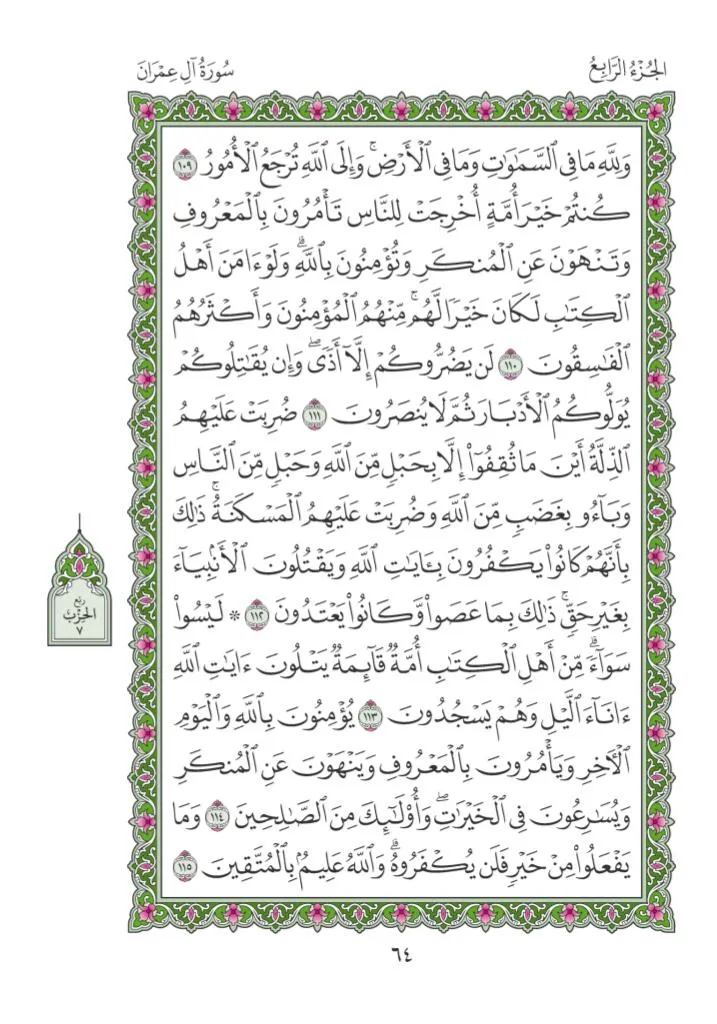 الجُزْءُ الرَّابِعُ
سُورَةُ آلِ عِمْرَانَ
وَلِلَّهِ مَا فِي ٱلسَّمَٰوَٰتِ وَمَا فِي ٱلْأَرْضِۚ وَإِلَى ٱللَّهِ تُرْجَعُ ٱلْأُمُورُ ١٠٩
كُنتُمْ خَيْرَ أُمَّةٍ أُخْرِجَتْ لِلنَّاسِ تَأْمُرُونَ بِٱلْمَعْرُوفِ
وَتَنْهَوْنَ عَنِ ٱلْمُنكَرِ وَتُؤْمِنُونَ بِٱللَّهِۗ وَلَوْ ءَامَنَ أَهْلُ
ٱلْكِتَٰبِ لَكَانَ خَيْرًا لَّهُمۚ مِّنْهُمُ ٱلْمُؤْمِنُونَ وَأَكْثَرُهُمُ
ٱلْفَٰسِقُونَ ١١٠ لَن يَضُرُّوكُمْ إِلَّآ أَذًىۖ وَإِن يُقَٰتِلُوكُمْ
يُوَلُّوكُمُ ٱلْأَدْبَارَ ثُمَّ لَا يُنصَرُونَ ١١١ ضُرِبَتْ عَلَيْهِمُ
ٱلذِّلَّةُ أَيْنَ مَا ثُقِفُوٓا۟ إِلَّا بِحَبْلٍ مِّنَ ٱللَّهِ وَحَبْلٍ مِّنَ ٱلنَّاسِ
وَبَآءُو بِغَضَبٍ مِّنَ ٱللَّهِ وَضُرِبَتْ عَلَيْهِمُ ٱلْمَسْكَنَةُۚ ذَٰلِكَ
بِأَنَّهُمْ كَانُوا۟ يَكْفُرُونَ بِـَٔايَٰتِ ٱللَّهِ وَيَقْتُلُونَ ٱلْأَنۢبِيَآءَ
بِغَيْرِ حَقٍّۚ ذَٰلِكَ بِمَا عَصَوا۟ وَّكَانُوا۟ يَعْتَدُونَ ١١٢ ۞ لَيْسُوا۟
سَوَآءًۗ مِّنْ أَهْلِ ٱلْكِتَٰبِ أُمَّةٌ قَآئِمَةٌ يَتْلُونَ ءَايَٰتِ ٱللَّهِ
ءَانَآءَ ٱلَّيْلِ وَهُمْ يَسْجُدُونَ ١١٣ يُؤْمِنُونَ بِٱللَّهِ وَٱلْيَوْمِ
ٱلْـَٔاخِرِ وَيَأْمُرُونَ بِٱلْمَعْرُوفِ وَيَنْهَوْنَ عَنِ ٱلْمُنكَرِ
وَيُسَٰرِعُونَ فِي ٱلْخَيْرَٰتِۖ وَأُو۟لَٰٓئِكَ مِنَ ٱلصَّٰلِحِينَ ١١٤ وَمَا
يَفْعَلُوا۟ مِنْ خَيْرٍ فَلَن يُكْفَرُوهُۗ وَٱللَّهُ عَلِيمٌۢ بِٱلْمُتَّقِينَ ١١٥
ربع
الحزب
٧
٦٤